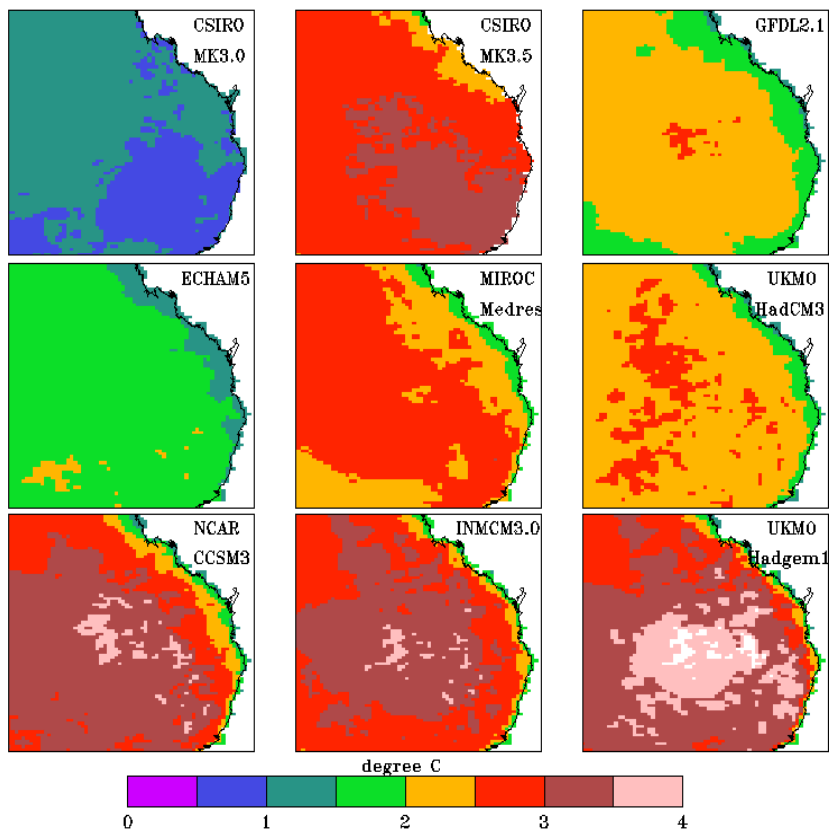 CSIRO
MK3.0
CSIRO
MK3.5
GFDL2.1
ECHAM5
MIROC
Medres
UKMO
HadCM3
NCAR
CCSM3
INMCM3.0
UKMO
Hadgem1
degree C
0 1 2 3 4